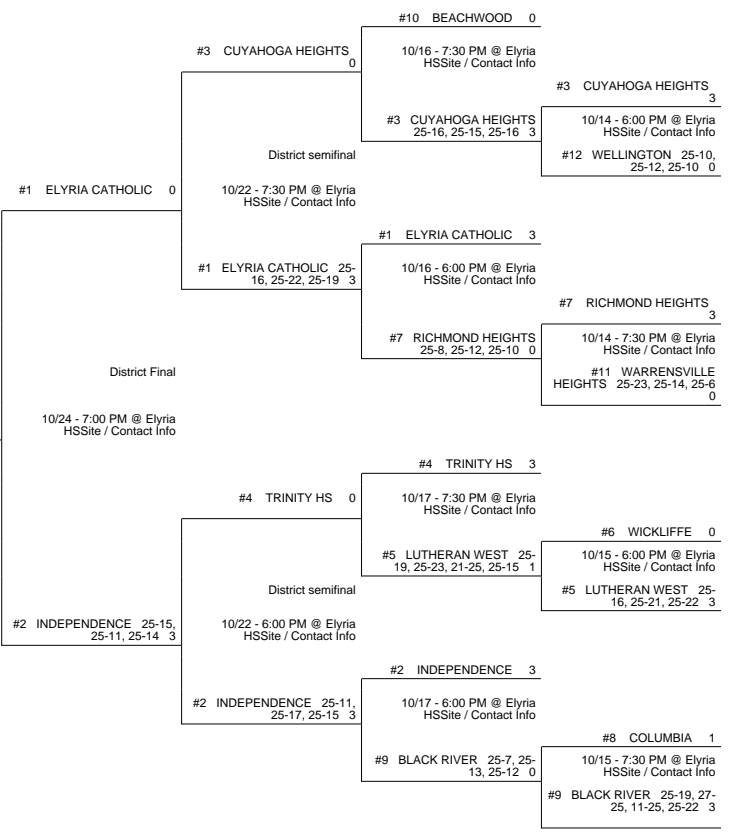 #10 BEACHWOOD 0
#3 CUYAHOGA HEIGHTS
0
10/16 - 7:30 PM @ Elyria
HSSite / Contact Info
#3 CUYAHOGA HEIGHTS
3
#3 CUYAHOGA HEIGHTS
25-16, 25-15, 25-16 3
10/14 - 6:00 PM @ Elyria
HSSite / Contact Info
#12 WELLINGTON 25-10,
25-12, 25-10 0
District semifinal
10/22 - 7:30 PM @ Elyria
HSSite / Contact Info
#1 ELYRIA CATHOLIC 0
#1 ELYRIA CATHOLIC 3
#1 ELYRIA CATHOLIC 25-
16, 25-22, 25-19 3
10/16 - 6:00 PM @ Elyria
HSSite / Contact Info
#7 RICHMOND HEIGHTS
3
#7 RICHMOND HEIGHTS
25-8, 25-12, 25-10 0
10/14 - 7:30 PM @ Elyria
HSSite / Contact Info
#11 WARRENSVILLE
HEIGHTS 25-23, 25-14, 25-6
0
District Final
10/24 - 7:00 PM @ Elyria
HSSite / Contact Info
#4 TRINITY HS 3
#4 TRINITY HS 0
10/17 - 7:30 PM @ Elyria
HSSite / Contact Info
#6 WICKLIFFE 0
#5 LUTHERAN WEST 25-
19, 25-23, 21-25, 25-15 1
10/15 - 6:00 PM @ Elyria
HSSite / Contact Info
#5 LUTHERAN WEST 25-
16, 25-21, 25-22 3
District semifinal
10/22 - 6:00 PM @ Elyria
HSSite / Contact Info
#2 INDEPENDENCE 25-15,
25-11, 25-14 3
#2 INDEPENDENCE 3
#2 INDEPENDENCE 25-11,
25-17, 25-15 3
10/17 - 6:00 PM @ Elyria
HSSite / Contact Info
#8 COLUMBIA 1
#9 BLACK RIVER 25-7, 25-
13, 25-12 0
10/15 - 7:30 PM @ Elyria
HSSite / Contact Info
#9 BLACK RIVER 25-19, 27-
25, 11-25, 25-22 3